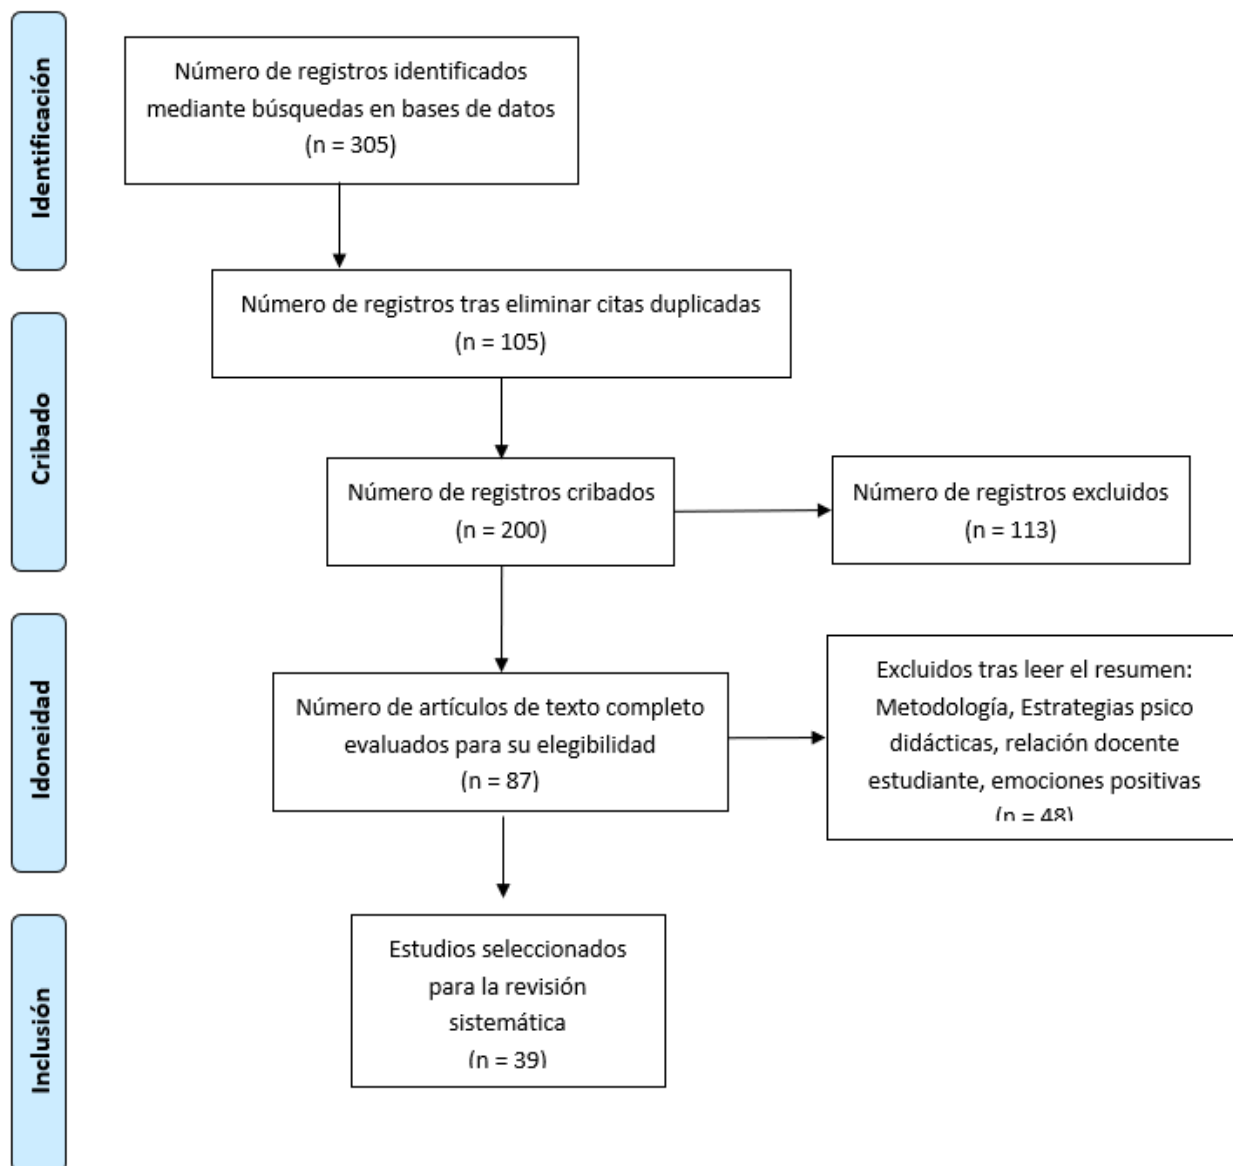 Identificación
Número de registros identificados
mediante búsquedas en bases de datos
(n = 305)
Número de registros tras eliminar citas duplicadas
(n = 105)
Cribado
Número de registros cribados
(n = 200)
Número de registros excluidos
(n = 113)
Idoneidad
Número de artículos de texto completo
evaluados para su elegibilidad
(n = 87)
Excluidos tras leer el resumen:
Metodología, Estrategias psico
didácticas, relación docente
estudiante, emociones positivas
(n = 48)
Inclusión
Estudios seleccionados
para la revisión
sistemática
(n = 39)